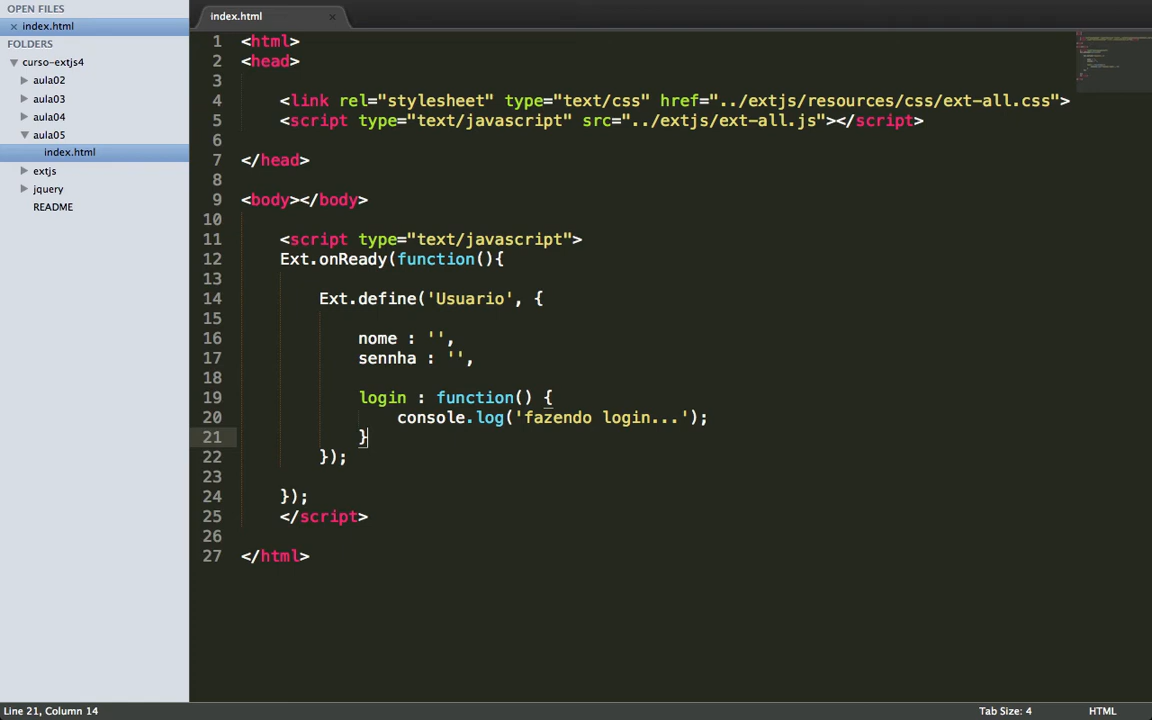 OPEN FILES
× index.html
FOLDERS
curso-extjs4
aula02
aula03
aula04
aula05
index.html
extjs
jquery
README
index.html ×
1 <html>
2 <head>
3
4 <link rel="stylesheet" type="text/css" href="../extjs/resources/css/ext-all.css">
5 <script type="text/javascript" src="../extjs/ext-all.js"></script>
6
7 </head>
8
9 <body></body>
10
11 <script type="text/javascript">
12 Ext.onReady(function(){
13
14 Ext.define('Usuario', {
15
16 nome : '',
17 sennha : '',
18
19 login : function() {
20 console.log('fazendo login...');
21 }
22 });
23
24 });
25 </script>
26
27 </html>
Line 21, Column 14
Tab Size: 4
HTML